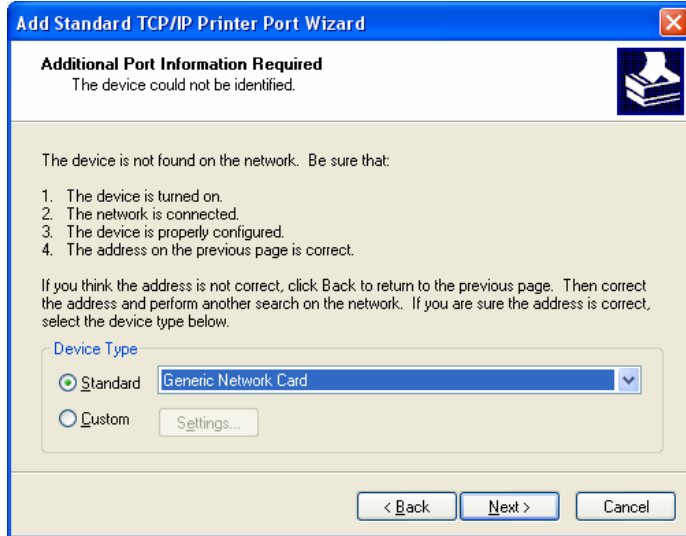 Add Standard TCP/IP Printer Port Wizard
Additional Port Information Required
The device could not be identified.
The device is not found on the network. Be sure that:
1. The device is turned on.
2. The network is connected.
3. The device is properly configured.
4. The address on the previous page is correct.
If you think the address is not correct, click Back to return to the previous page. Then correct
the address and perform another search on the network. If you are sure the address is correct,
select the device type below.
Device Type
Standard Generic Network Card
Custom Settings...
< Back Next > Cancel